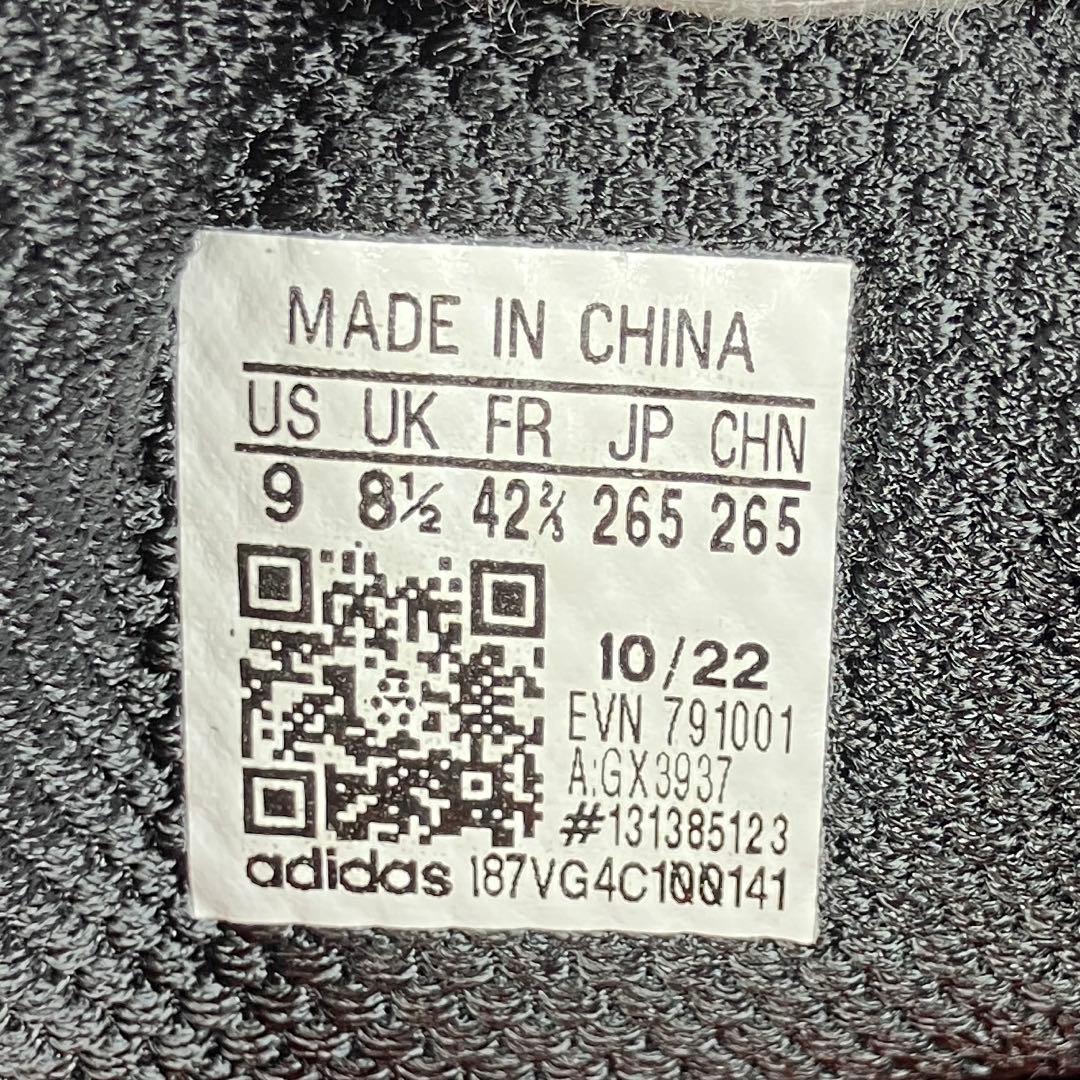 MADE IN CHINA
US UK FR JP CHN
9 8½ 42⅔ 265 265
10/22
EVN 791001
A:GX3937
#131385123
adidas 187VG4C100141